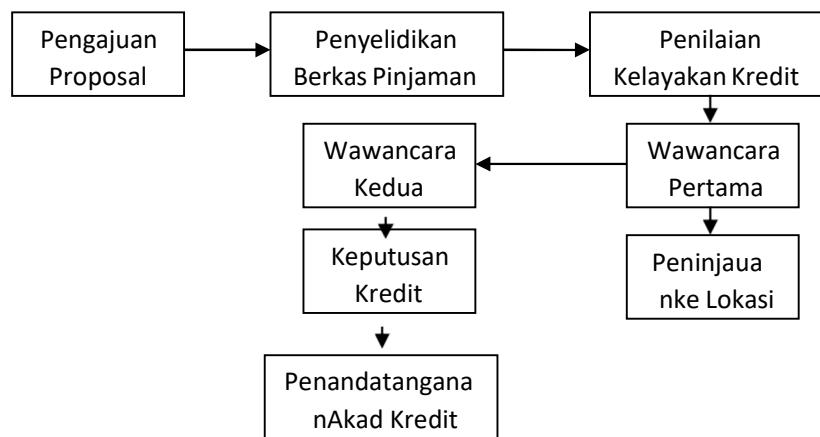 Pengajuan
Proposal
Penyelidikan
Berkas Pinjaman
Penilaian
Kelayakan Kredit
Wawancara
Kedua
Wawancara
Pertama
Keputusan
Kredit
Peninjaua
nke Lokasi
Penandatangana
nAkad Kredit